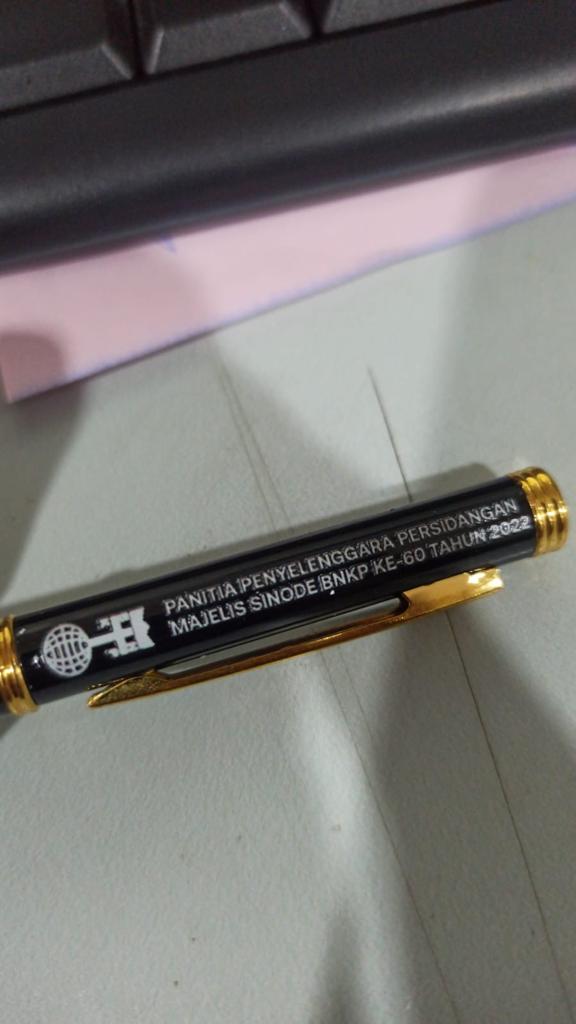 PANITIA PENYELENGGARA PERSIDANGAN
MAJELIS SINODE BNKP KE-60 TAHUN 2022